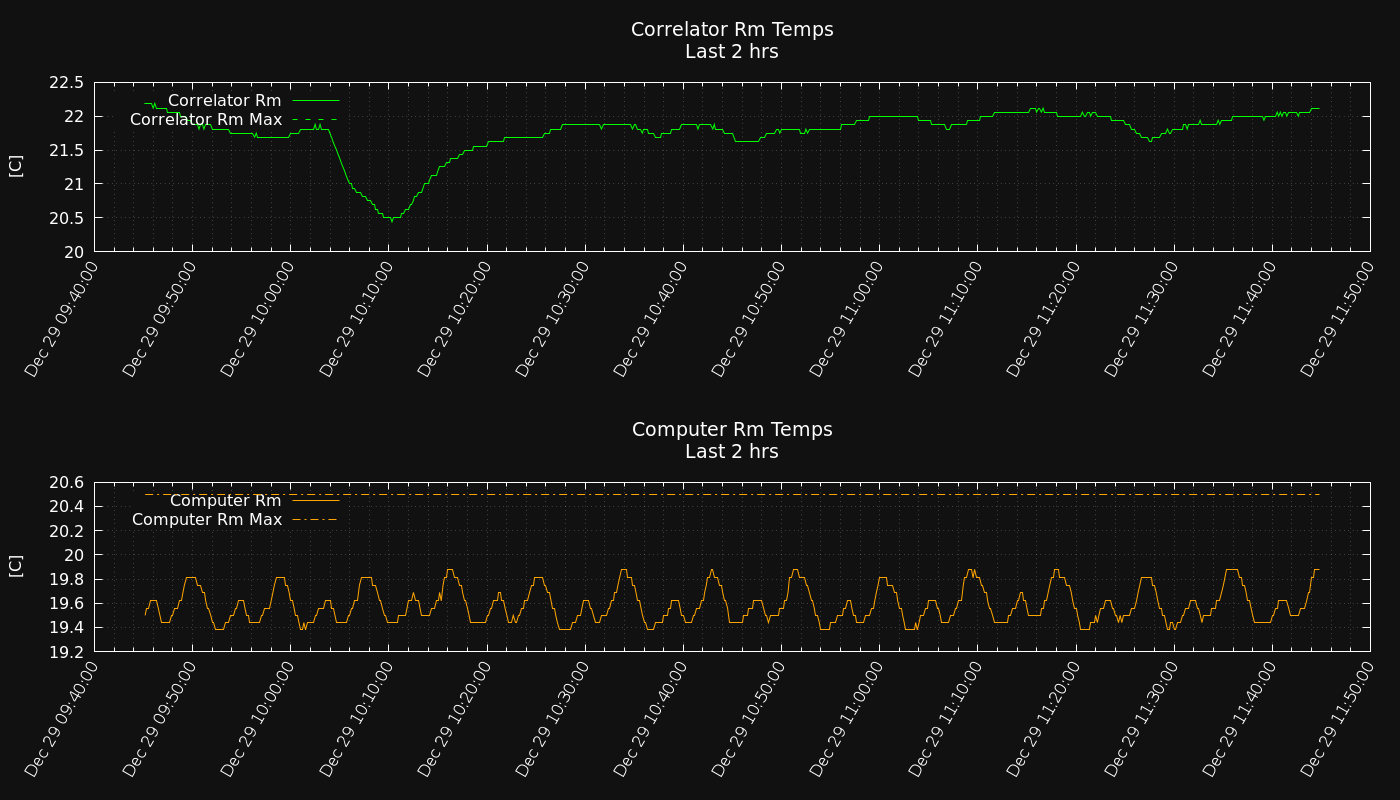 Correlator Rm Temps
Last 2 hrs
22.5
22
21.5
21
20.5
20
[C]
Correlator Rm
Correlator Rm Max
Dec 29 09:40:00
Dec 29 09:50:00
Dec 29 10:00:00
Dec 29 10:10:00
Dec 29 10:20:00
Dec 29 10:30:00
Dec 29 10:40:00
Dec 29 10:50:00
Dec 29 11:00:00
Dec 29 11:10:00
Dec 29 11:20:00
Dec 29 11:30:00
Dec 29 11:40:00
Dec 29 11:50:00
Computer Rm Temps
Last 2 hrs
20.6
20.4
20.2
20
19.8
19.6
19.4
19.2
[C]
Computer Rm
Computer Rm Max
Dec 29 09:40:00
Dec 29 09:50:00
Dec 29 10:00:00
Dec 29 10:10:00
Dec 29 10:20:00
Dec 29 10:30:00
Dec 29 10:40:00
Dec 29 10:50:00
Dec 29 11:00:00
Dec 29 11:10:00
Dec 29 11:20:00
Dec 29 11:30:00
Dec 29 11:40:00
Dec 29 11:50:00